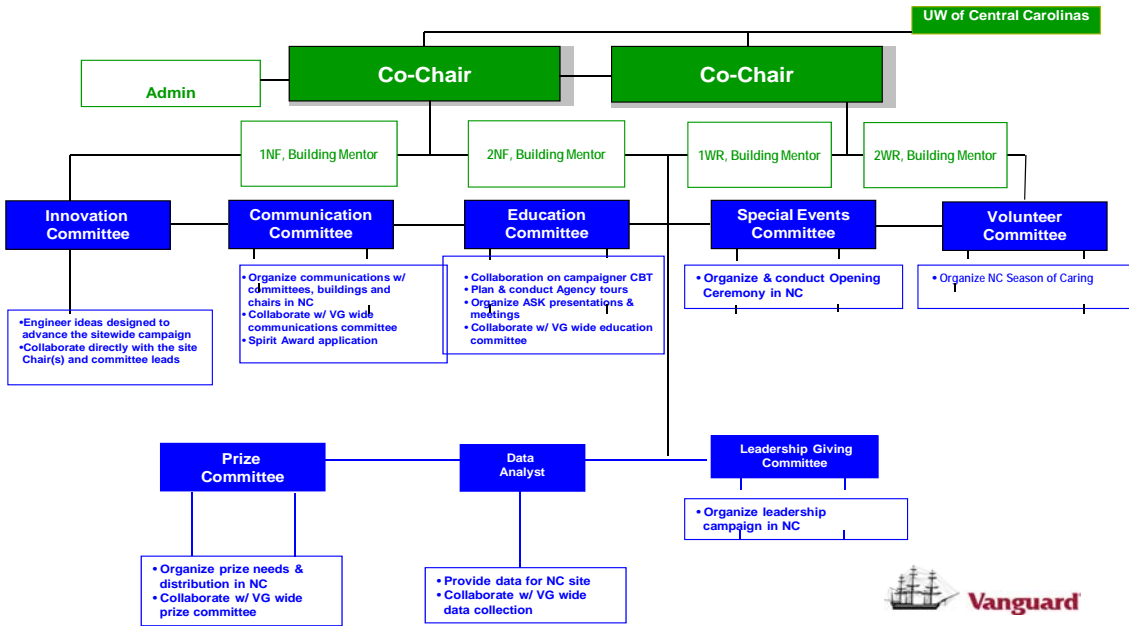 UW of Central Carolinas
Co-Chair
Co-Chair
Admin
1NF, Building Mentor
2NF, Building Mentor
1WR, Building Mentor
2WR, Building Mentor
Innovation
Committee
Communication
Committee
Education
Committee
Special Events
Committee
Volunteer
Committee
•Engineer ideas designed to
advance the sitewide campaign
•Collaborate directly with the site
Chair(s) and committee leads
• Organize communications w/
committees, buildings and
chairs in NC
• Collaborate w/ VG wide
communications committee
• Spirit Award application
• Collaboration on campaigner CBT
• Plan & conduct Agency tours
• Organize ASK presentations &
meetings
• Collaborate w/ VG wide education
committee
• Organize & conduct Opening
Ceremony in NC
• Organize NC Season of Caring
Prize
Committee
Data
Analyst
Leadership Giving
Committee
• Organize prize needs &
distribution in NC
• Collaborate w/ VG wide
prize committee
• Provide data for NC site
• Collaborate w/ VG wide
data collection
• Organize leadership
campaign in NC
Vanguard®